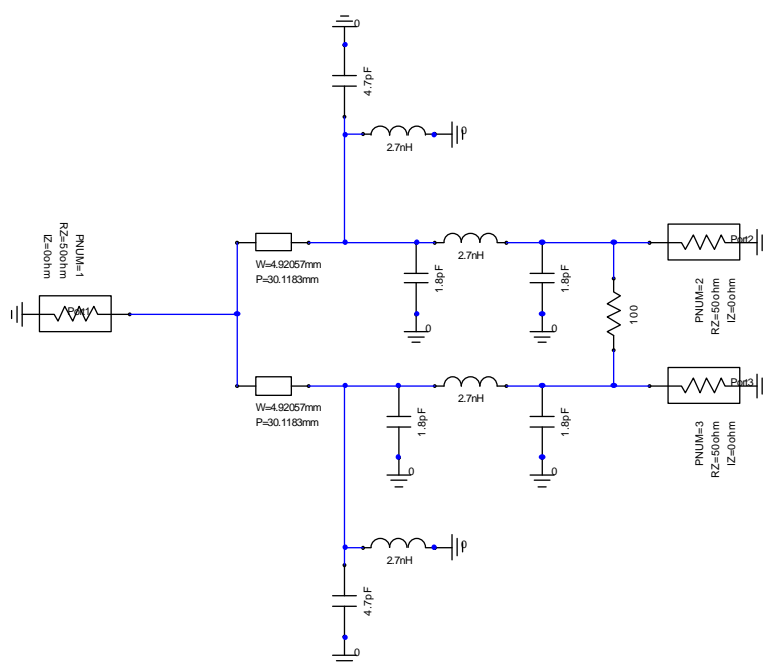 0
4.7pF
0
2.7nH
PNUM=1
RZ=50ohm
IZ=0ohm
Port1
W=4.92057mm
P=30.1183mm
2.7nH
1.8pF
0
1.8pF
0
100
Port2
PNUM=2
RZ=50ohm
IZ=0ohm
W=4.92057mm
P=30.1183mm
2.7nH
1.8pF
0
1.8pF
0
Port3
PNUM=3
RZ=50ohm
IZ=0ohm
0
2.7nH
4.7pF
0